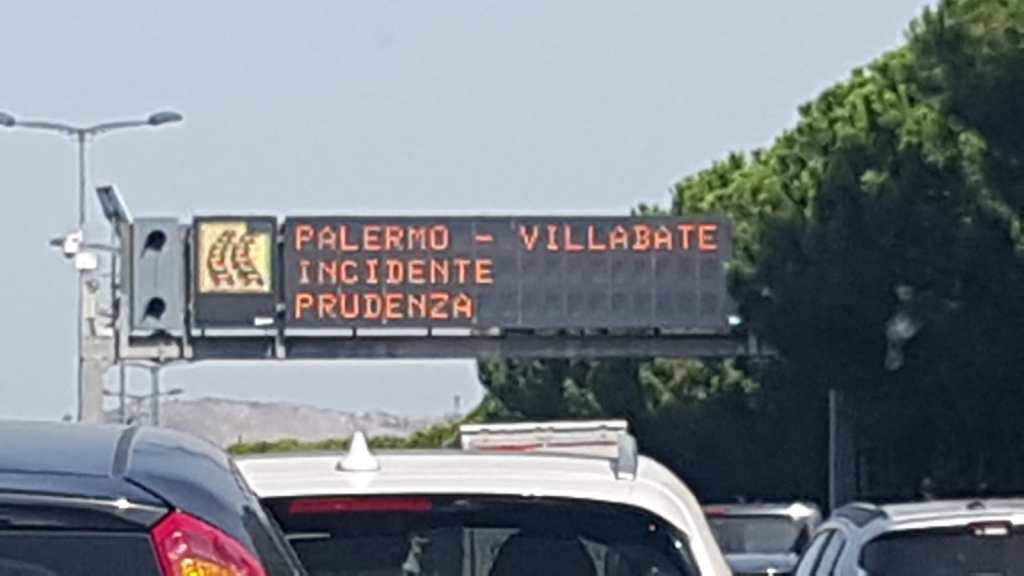 PALERMO - VILLABATE
INCIDENTE
PRUDENZA